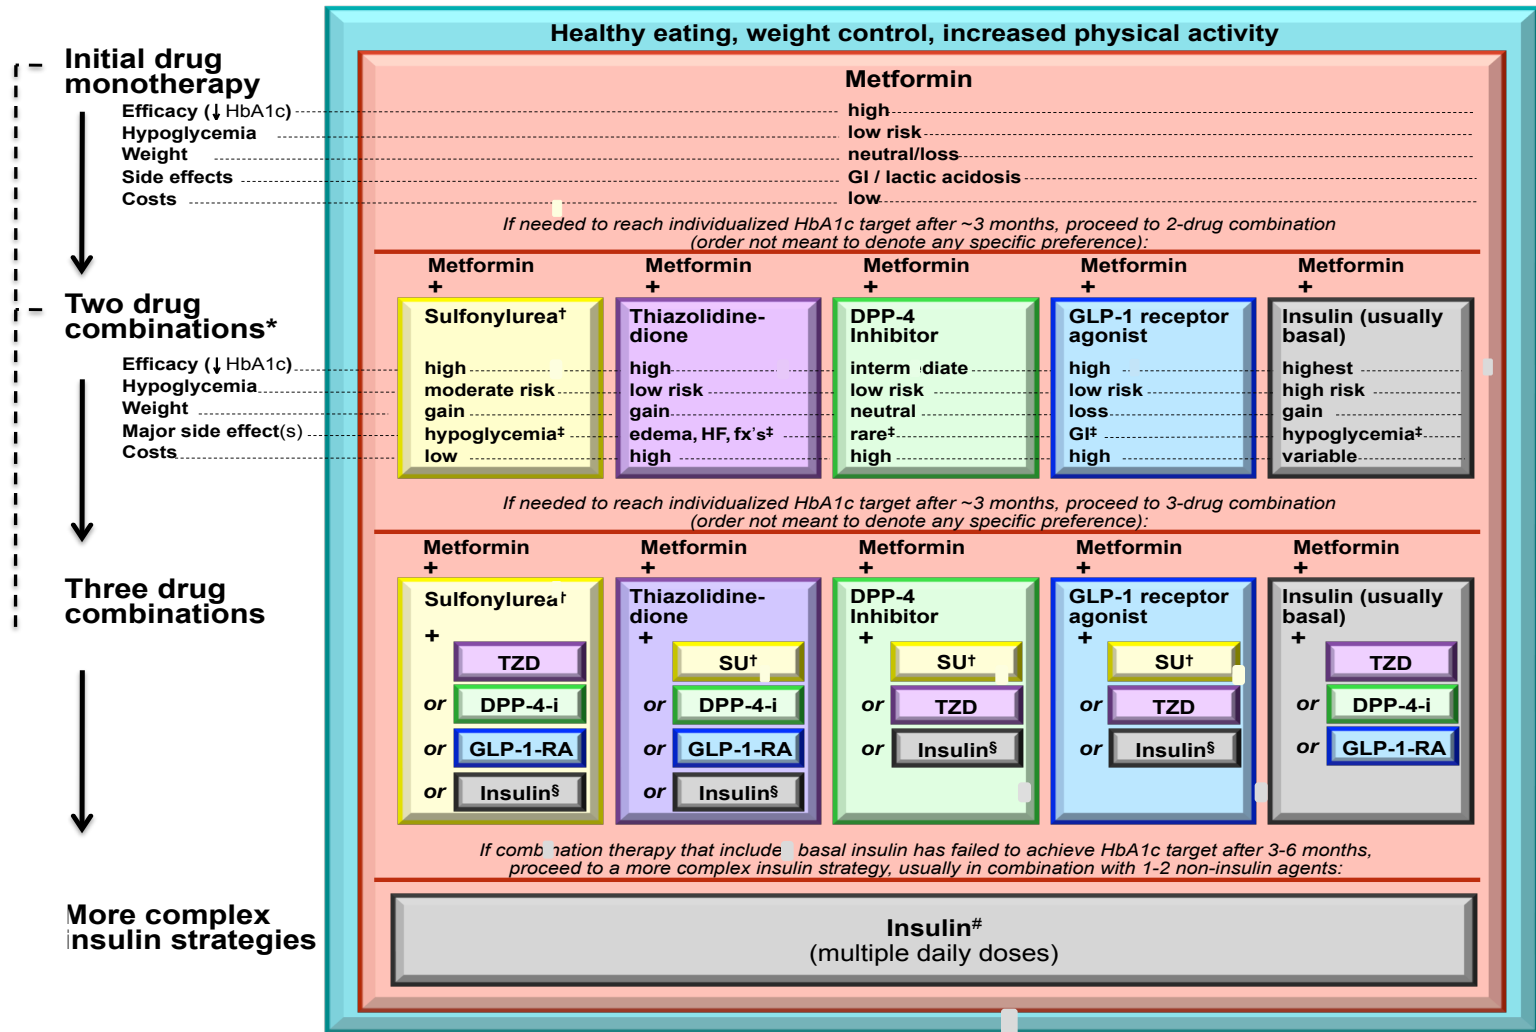 Healthy eating, weight control, increased physical activity
Initial drug
monotherapy
Metformin
Efficacy (↓ HbA1c) high
Hypoglycemia low risk
Weight neutral/loss
Side effects GI / lactic acidosis
Costs low
If needed to reach individualized HbA1c target after ~3 months, proceed to 2-drug combination
(order not meant to denote any specific preference):
Two drug
combinations*
Metformin Metformin Metformin Metformin Metformin
+ + + + +
Sulfonylurea† Thiazolidine- DPP-4 GLP-1 receptor Insulin (usually
dione Inhibitor agonist basal)
Efficacy (↓ HbA1c) high high intermediate high highest
Hypoglycemia moderate risk low risk low risk low risk high risk
Weight gain gain neutral loss gain
Major side effect(s) hypoglycemia‡ edema, HF, fx's‡ rare‡ GI‡ hypoglycemia‡
Costs low high high high variable
If needed to reach individualized HbA1c target after ~3 months, proceed to 3-drug combination
(order not meant to denote any specific preference):
Three drug
combinations
Metformin Metformin Metformin Metformin Metformin
+ + + + +
Sulfonylurea† Thiazolidine- DPP-4 GLP-1 receptor Insulin (usually
dione Inhibitor agonist basal)
+ + + + +
TZD SU† SU† SU† TZD
or DPP-4-i or DPP-4-i or TZD or TZD or DPP-4-i
or GLP-1-RA or GLP-1-RA or Insulin§ or Insulin§ or GLP-1-RA
or Insulin§ or Insulin§
If combination therapy that includes basal insulin has failed to achieve HbA1c target after 3-6 months,
proceed to a more complex insulin strategy, usually in combination with 1-2 non-insulin agents:
More complex
insulin strategies
Insulin#
(multiple daily doses)